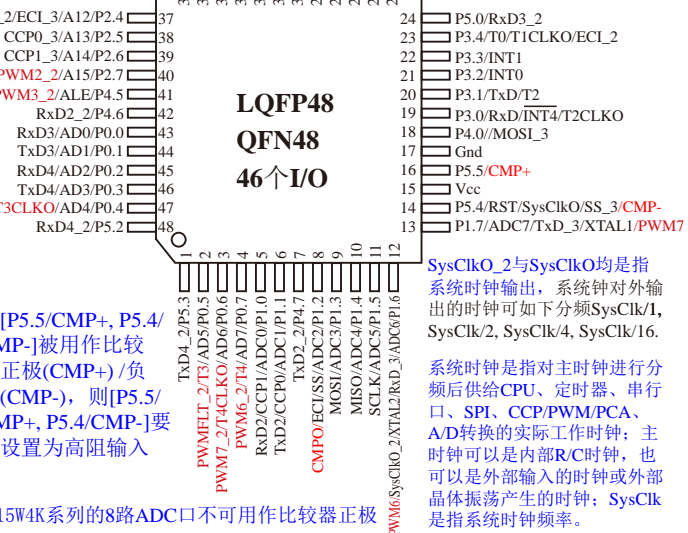 _2/ECI_3/A12/P2.4 37
CCP0_3/A13/P2.5 38
CCP1_3/A14/P2.6 39
PWM2_2/A15/P2.7 40
PWM3_2/ALE/P4.5 41
RxD2_2/P4.6 42
RxD3/AD0/P0.0 43
TxD3/AD1/P0.1 44
RxD4/AD2/P0.2 45
TxD4/AD3/P0.3 46
T3CLKO/AD4/P0.4 47
RxD4_2/P5.2 48
LQFP48
QFN48
46个I/O
24 P5.0/RxD3_2
23 P3.4/T0/T1CLKO/ECI_2
22 P3.3/INT1
21 P3.2/INT0
20 P3.1/TxD/T2
19 P3.0/RxD/INT4/T2CLKO
18 P4.0//MOSI_3
17 Gnd
16 P5.5/CMP+
15 Vcc
14 P5.4/RST/SysClkO/SS_3/CMP-
13 P1.7/ADC7/TxD_3/XTAL1/PWM7
1 TxD4_2/P5.3
2 PWMFLT_2/T3/AD5/P0.5
3 PWM7_2/T4CLKO/AD6/P0.6
4 PWM6_2/T4/AD7/P0.7
5 RxD2/CCP1/ADC0/P1.0
6 TxD2/CCP0/ADC1/P1.1
7 TxD2_2/P4.7
8 CMPO/ECI/SS/ADC2/P1.2
9 MOSI/ADC3/P1.3
10 MISO/ADC4/P1.4
11 SCLK/ADC5/P1.5
12 PWM6/SysClkO_2/XTAL2/RxD_3/ADC6/P1.6
[P5.5/CMP+, P5.4/
MP-]被用作比较
正极(CMP+) /负
(CMP-)，则[P5.5/
MP+, P5.4/CMP-]要
设置为高阻输入
15W4K系列的8路ADC口不可用作比较器正极
SysClkO_2与SysClkO均是指
系统时钟输出，系统时钟对外输
出的时钟可如下分频SysClk/1,
SysClk/2, SysClk/4, SysClk/16.
系统时钟是指对主时钟进行分
频后供给CPU、定时器、串行
口、SPI、CCP/PWM/PCA、
A/D转换的实际工作时钟；主
时钟可以是内部R/C时钟，也
可以是外部输入的时钟或外部
晶体振荡产生的时钟；SysClk
是指系统时钟频率。